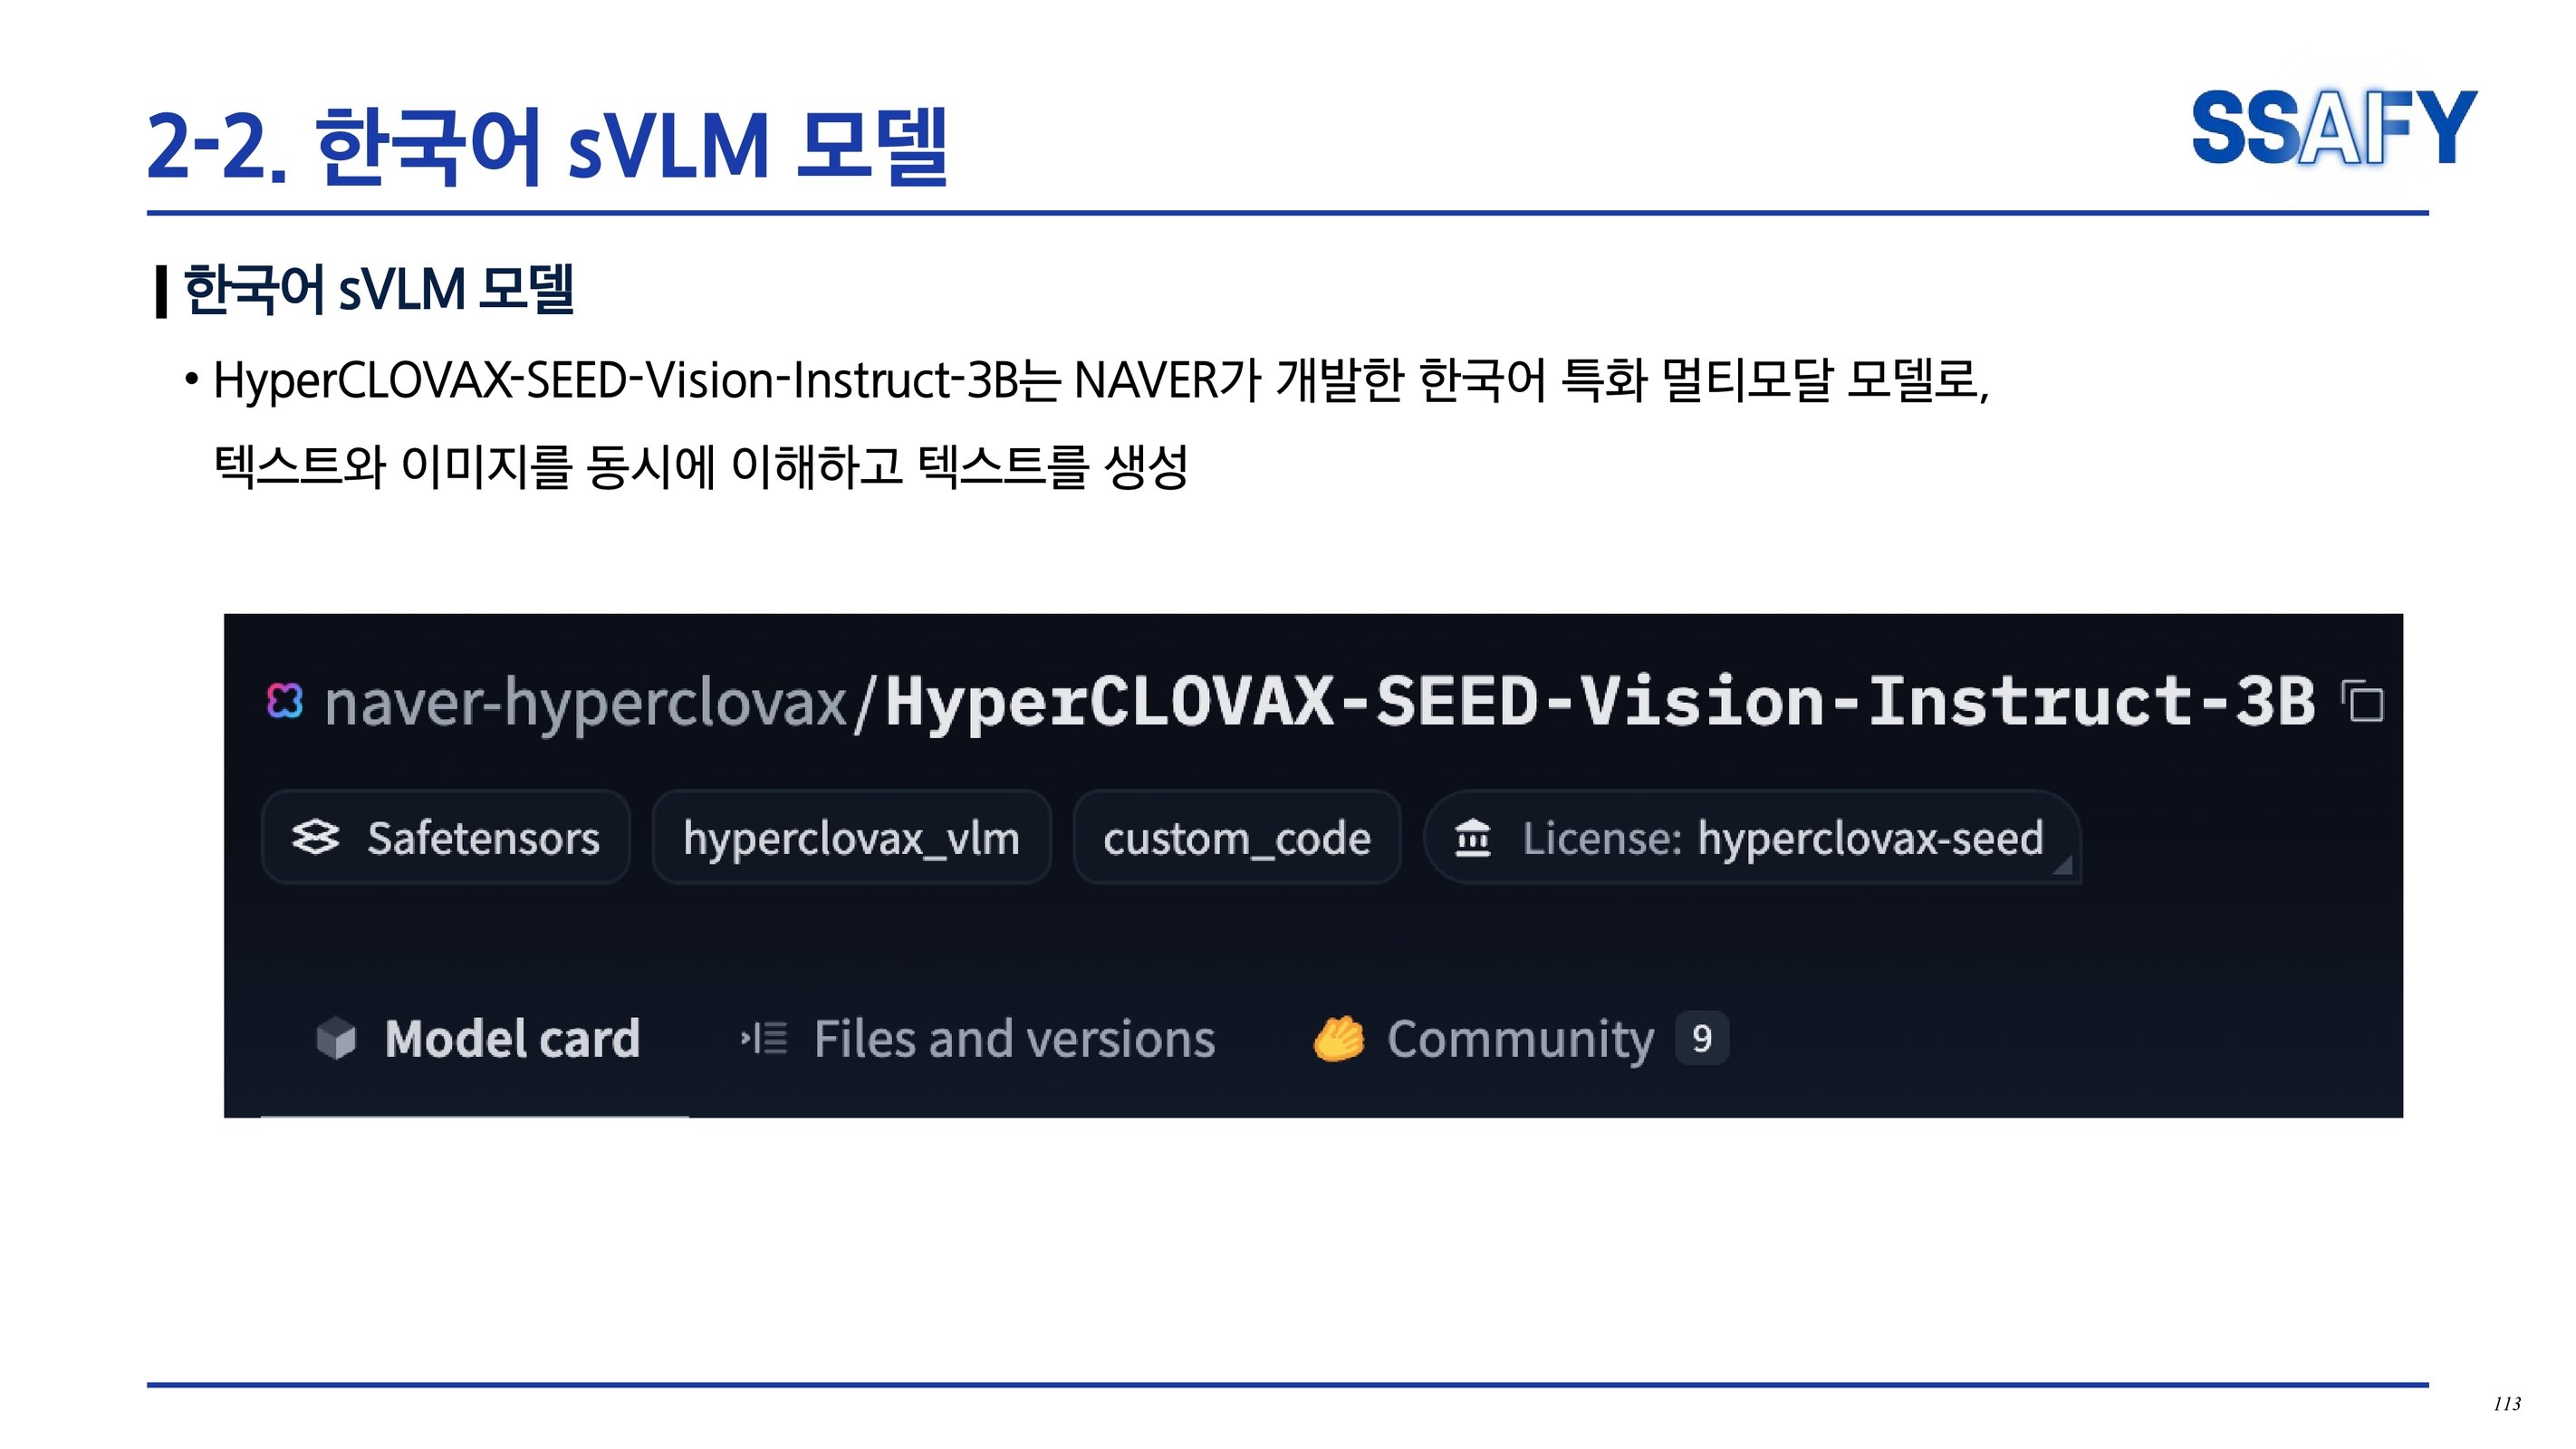 2-2. 한국어 sVLM 모델
SSAFY
한국어 sVLM 모델
• HyperCLOVAX-SEED-Vision-Instruct-3B는 NAVER가 개발한 한국어 특화 멀티모달 모델로,
텍스트와 이미지를 동시에 이해하고 텍스트를 생성
naver-hyperclovax/HyperCLOVAX-SEED-Vision-Instruct-3B
Safetensors hyperclovax_vlm custom_code License: hyperclovax-seed
Model card Files and versions Community 9
113